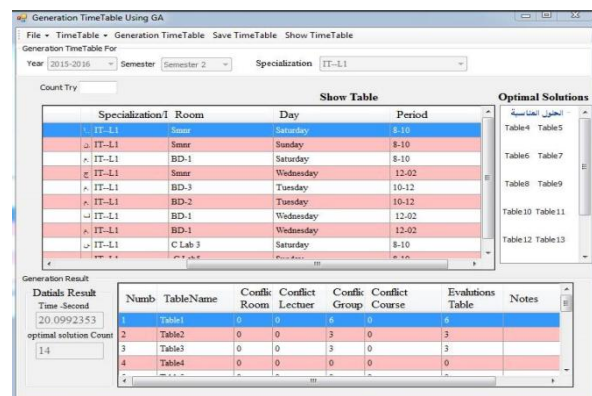 Generation TimeTable Using GA
File TimeTable Generation TimeTable Save TimeTable Show TimeTable
Generation TimeTable For
Year 2015-2016 Semester Semester 2 Specialization IT--L1
Count Try
Show Table Optimal Solutions
Specialization/I Room Day Period
IT--L1 Smnr Saturday 8-10
IT--L1 Smnr Sunday 8-10
IT--L1 BD-1 Saturday 8-10
IT--L1 Smnr Wednesday 12-02
IT--L1 BD-3 Tuesday 10-12
IT--L1 BD-2 Tuesday 10-12
IT--L1 BD-1 Wednesday 12-02
IT--L1 BD-1 Wednesday 12-02
IT--L1 C Lab 3 Saturday 8-10
الحلول المناسبة
Table4 Table5
Table6 Table7
Table8 Table9
Table10 Table11
Table12 Table13
Generation Result
Datials Result
Time -Second
20.0992353
optimal solution Count
14
Numb TableName Conflic Room Conflict Lectuer Conflic Group Conflict Course Evalutions Table Notes
1 Table1 0 0 6 0 6
2 Table2 0 0 3 0 3
3 Table3 0 0 3 0 3
4 Table4 0 0 0 0 0